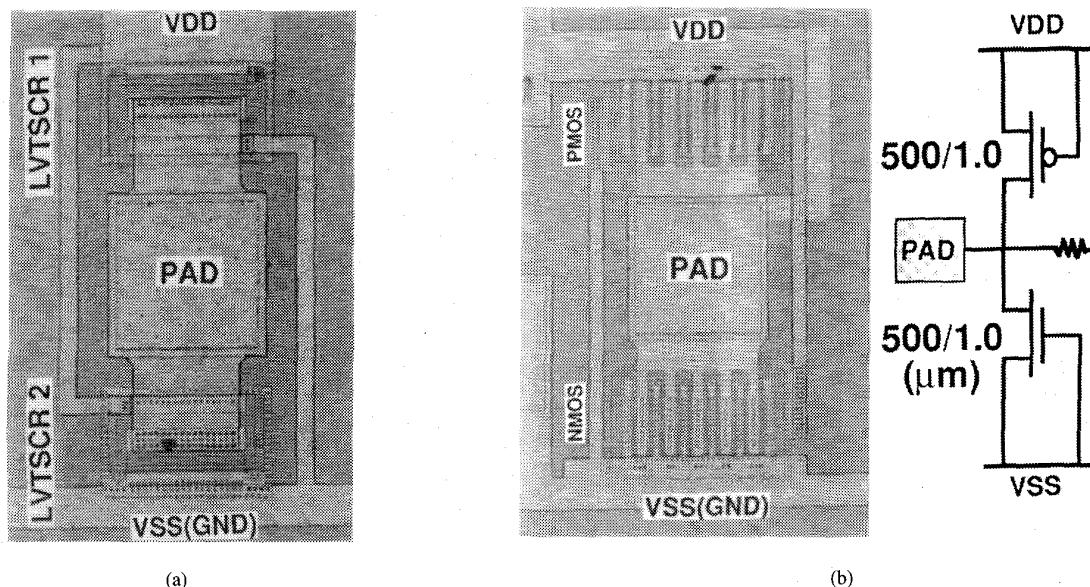 VDD
LVTSCR 1
PAD
LVTSCR 2
VSS(GND)
(a)
VDD
PMOS
PAD
NMOS
VSS(GND)
VDD
500/1.0
PAD
500/1.0
(μm)
VSS
(b)